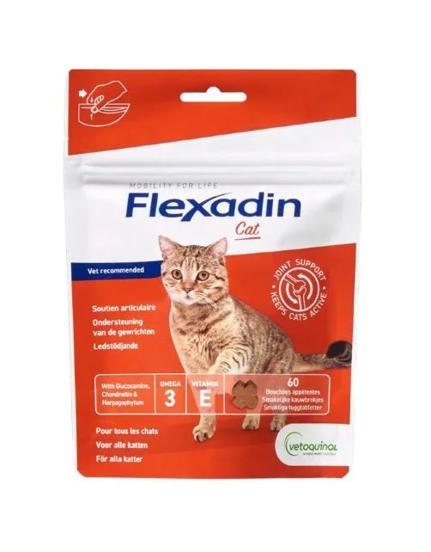 MOBILITY FOR LIFE
Flexadin
Cat
Vet recommended
JOINT SUPPORT
KEEPS CATS ACTIVE
Soutien articulaire
Ondersteuning
van de gewrichten
Ledstödjande
With Glucosamine,
Chondroitin &
Harpagophytum
OMEGA
3
VITAMIN
E
60
Bouchées appétentes
Smakelijke kauwbrokjes
Smakliga tuggtabletter
Pour tous les chats
Voor alle katten
För alla katter
vetoquinol